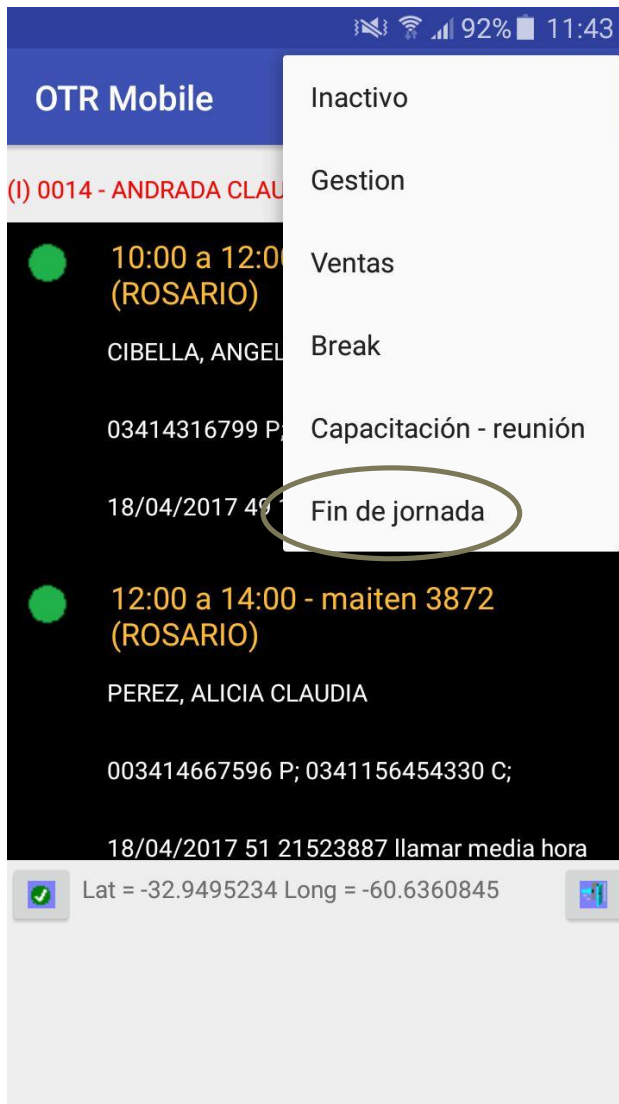 92% 11:43
OTR Mobile
Inactivo
Gestion
Ventas
Break
Capacitación - reunión
Fin de jornada
(I) 0014 - ANDRADA CLAU
10:00 a 12:0
(ROSARIO)
CIBELLA, ANGEL
03414316799 P;
18/04/2017 49
12:00 a 14:00 - maiten 3872
(ROSARIO)
PEREZ, ALICIA CLAUDIA
003414667596 P; 0341156454330 C;
18/04/2017 51 21523887 llamar media hora
Lat = -32.9495234 Long = -60.6360845